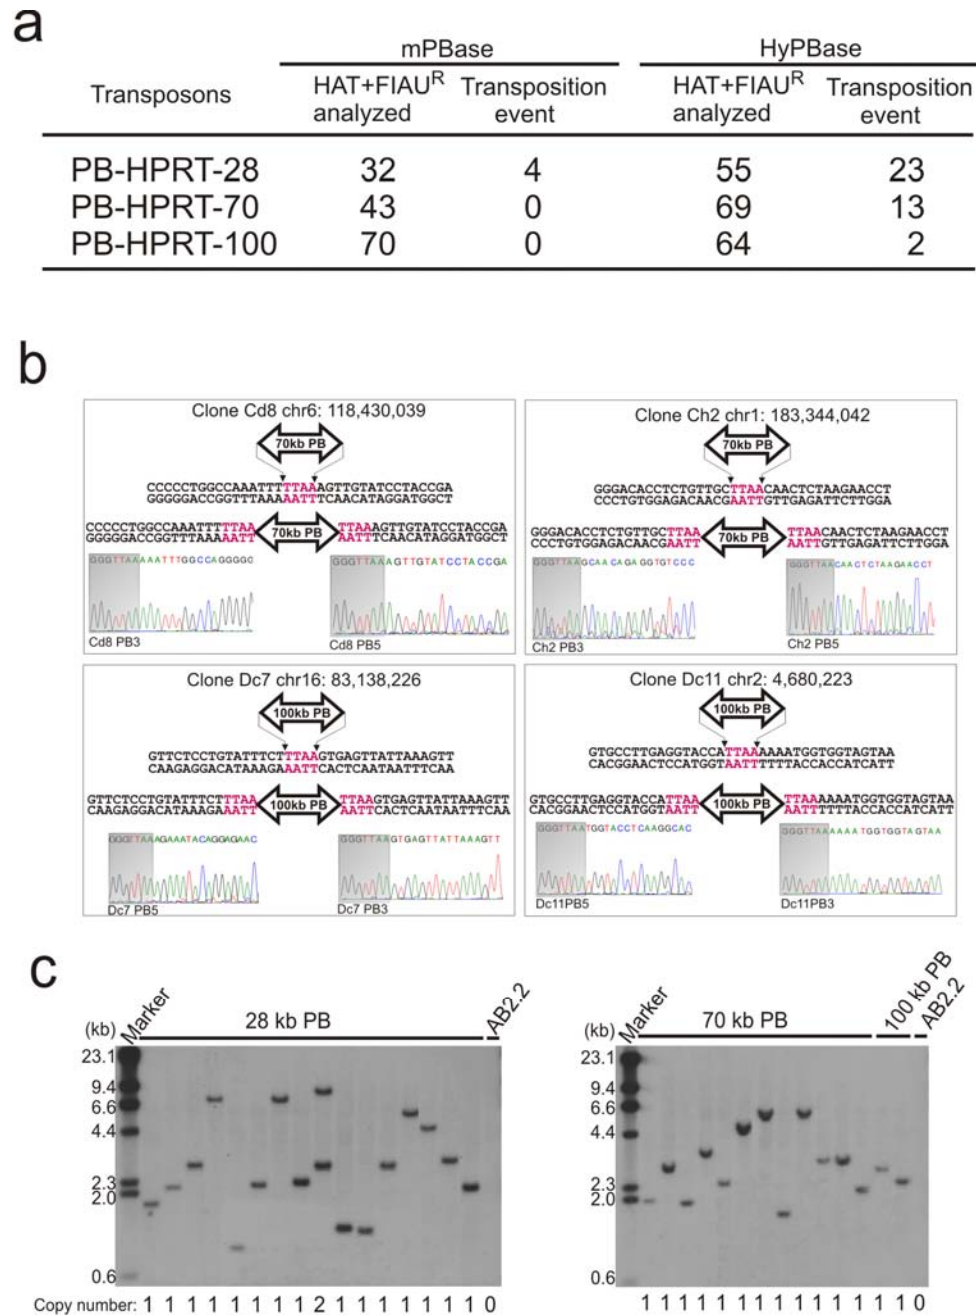 a
mPBase HyPBase
Transposons HAT+FIAU^R analyzed Transposition event HAT+FIAU^R analyzed Transposition event
PB-HPRT-28 32 4 55 23
PB-HPRT-70 43 0 69 13
PB-HPRT-100 70 0 64 2
b
Clone Cd8 chr6: 118,430,039
70kb PB
CCCCCTGGCCAAATTTTTAAAGTTGTATCCTACCGA
GGGGGACCGGTTTAAAAATTTCAACATAGGATGGCT
CCCCCTGGCCAAATTTTTAA 70kb PB TTAAAGTTGTATCCTACCGA
GGGGGACCGGTTTAAAAATT AATTTCAACATAGGATGGCT
GGGTTAAAAATTTGGCCAGGGGC GGGTTAAAGTTGTATCCTACCGA
Cd8 PB3 Cd8 PB5
Clone Ch2 chr1: 183,344,042
70kb PB
GGGACACCTCTGTTGCTTAACAACTCTAAGAACCT
CCCTGTGGAGACAACGAATTGTTGAGATTCTTGGA
GGGACACCTCTGTTGCTTAA 70kb PB TTAACAACTCTAAGAACCT
CCCTGTGGAGACAACGAATT AATTGTTGAGATTCTTGGA
GGGTTAAGCAACAGAGGTGTCCC GGGTTAACAACTCTAAGAACCT
Ch2 PB3 Ch2 PB5
Clone Dc7 chr16: 83,138,226
100kb PB
GTTCTCCTGTATTTCTTTAAGTGAGTTATTAAAGTT
CAAGAGGACATAAAGAAATTCACTCAATAATTTCAA
GTTCTCCTGTATTTCTTTAA 100kb PB TTAAGTGAGTTATTAAAGTT
CAAGAGGACATAAAGAAATT AATTCACTCAATAATTTCAA
GGGTTAAAGAAATACAGGAGAAC GGGTTAAGTGAGTTATTAAAGTT
Dc7 PB5 Dc7 PB3
Clone Dc11 chr2: 4,680,223
100kb PB
GTGCCTTGAGGTACCATTAAAAAATGGTGGTAGTAA
CACGGAACTCCATGGTAATTTTTTACCACCATCATT
GTGCCTTGAGGTACCATTAA 100kb PB TTAAAAAATGGTGGTAGTAA
CACGGAACTCCATGGTAATT AATTTTTTACCACCATCATT
GGGTTAATGGTACCTCAAGGCAC GGGTTAAAAAATGGTGGTAGTAA
Dc11PB5 Dc11PB3
c
(kb) Marker 28 kb PB AB2.2
23.1
9.4
6.6
4.4
2.3
2.0
0.6
Copy number: 1 1 1 1 1 1 1 1 2 1 1 1 1 1 1 1 0
(kb) Marker 70 kb PB 100 kb PB AB2.2
23.1
9.4
6.6
4.4
2.3
2.0
0.6
1 1 1 1 1 1 1 1 1 1 1 1 1 1 0